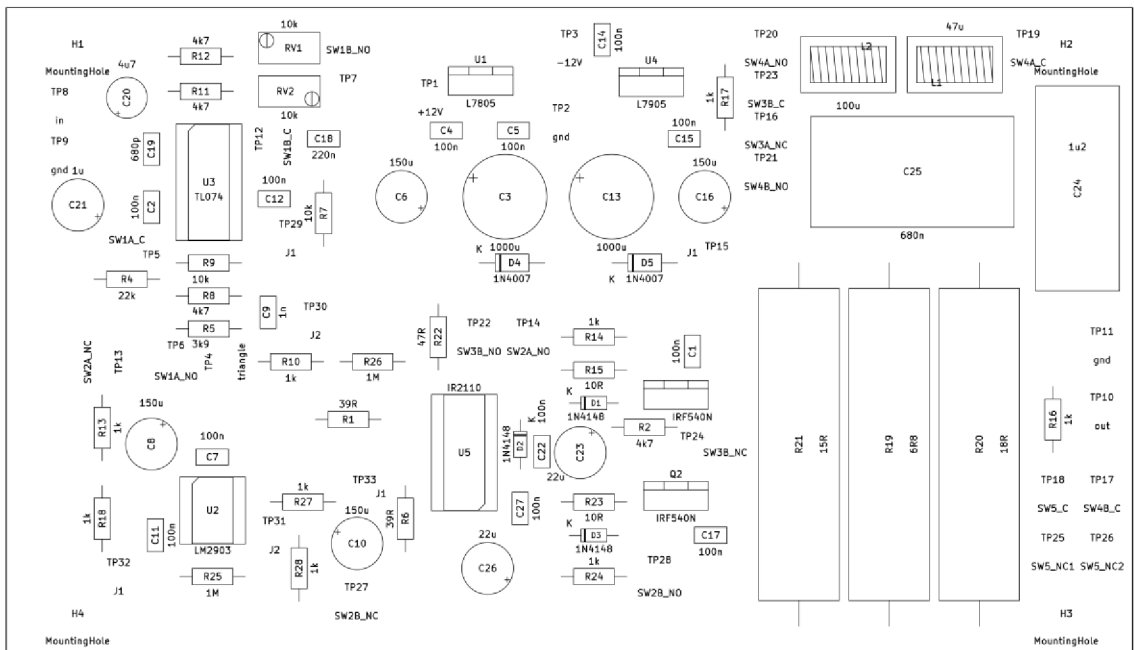 H1
MountingHole
4k7
R12
10k
RV1
SW1B_NO
4u7
C20
R11
4k7
RV2
10k
TP7
TP8
in
TP9
gnd
1u
C21
680p
C19
100n
C2
U3
TL074
TP12
SW1B_C
C18
220n
100n
C12
TP29
10k
R7
J1
SW1A_C
TP5
R9
10k
R4
22k
R8
4k7
R5
3k9
C9
1n
TP30
J2
TP6
TP4
SW1A_NO
triangle
SW2A_NC
TP13
R10
1k
R26
1M
U1
L7805
TP1
+12V
C4
100n
C5
100n
150u
C6
C3
1000u
K
D4
1N4007
TP3
-12V
C14
100n
U4
L7905
TP2
gnd
1k
R17
100n
C15
C13
1000u
150u
C16
K
D5
1N4007
J1
TP15
TP20
SW4A_NO
TP23
SW3B_C
TP16
SW3A_NC
TP21
SW4B_NO
L2
100u
47u
L1
TP19
SW4A_C
H2
MountingHole
C25
680n
1u2
C24
47R
R22
TP22
SW3B_NO
TP14
SW2A_NO
1k
R14
R15
10R
100n
C1
K
D1
1N4148
IRF540N
R2
4k7
TP24
SW3B_NC
IR2110
U5
K
1N4148
D2
100n
C22
22u
C23
C27
100n
R23
10R
K
D3
1N4148
1k
R24
Q2
IRF540N
C17
100n
TP28
SW2B_NO
22u
C26
39R
R1
R13
1k
150u
C8
100n
C7
1k
R18
U2
LM2903
C11
100n
TP32
J1
R25
1M
1k
R27
TP33
J1
150u
C10
39R
R6
TP31
J2
R28
1k
TP27
SW2B_NC
R21
15R
R19
6R8
R20
18R
TP11
gnd
TP10
out
R16
1k
TP18
SW5_C
TP17
SW4B_C
TP25
SW5_NC1
TP26
SW5_NC2
H4
MountingHole
H3
MountingHole